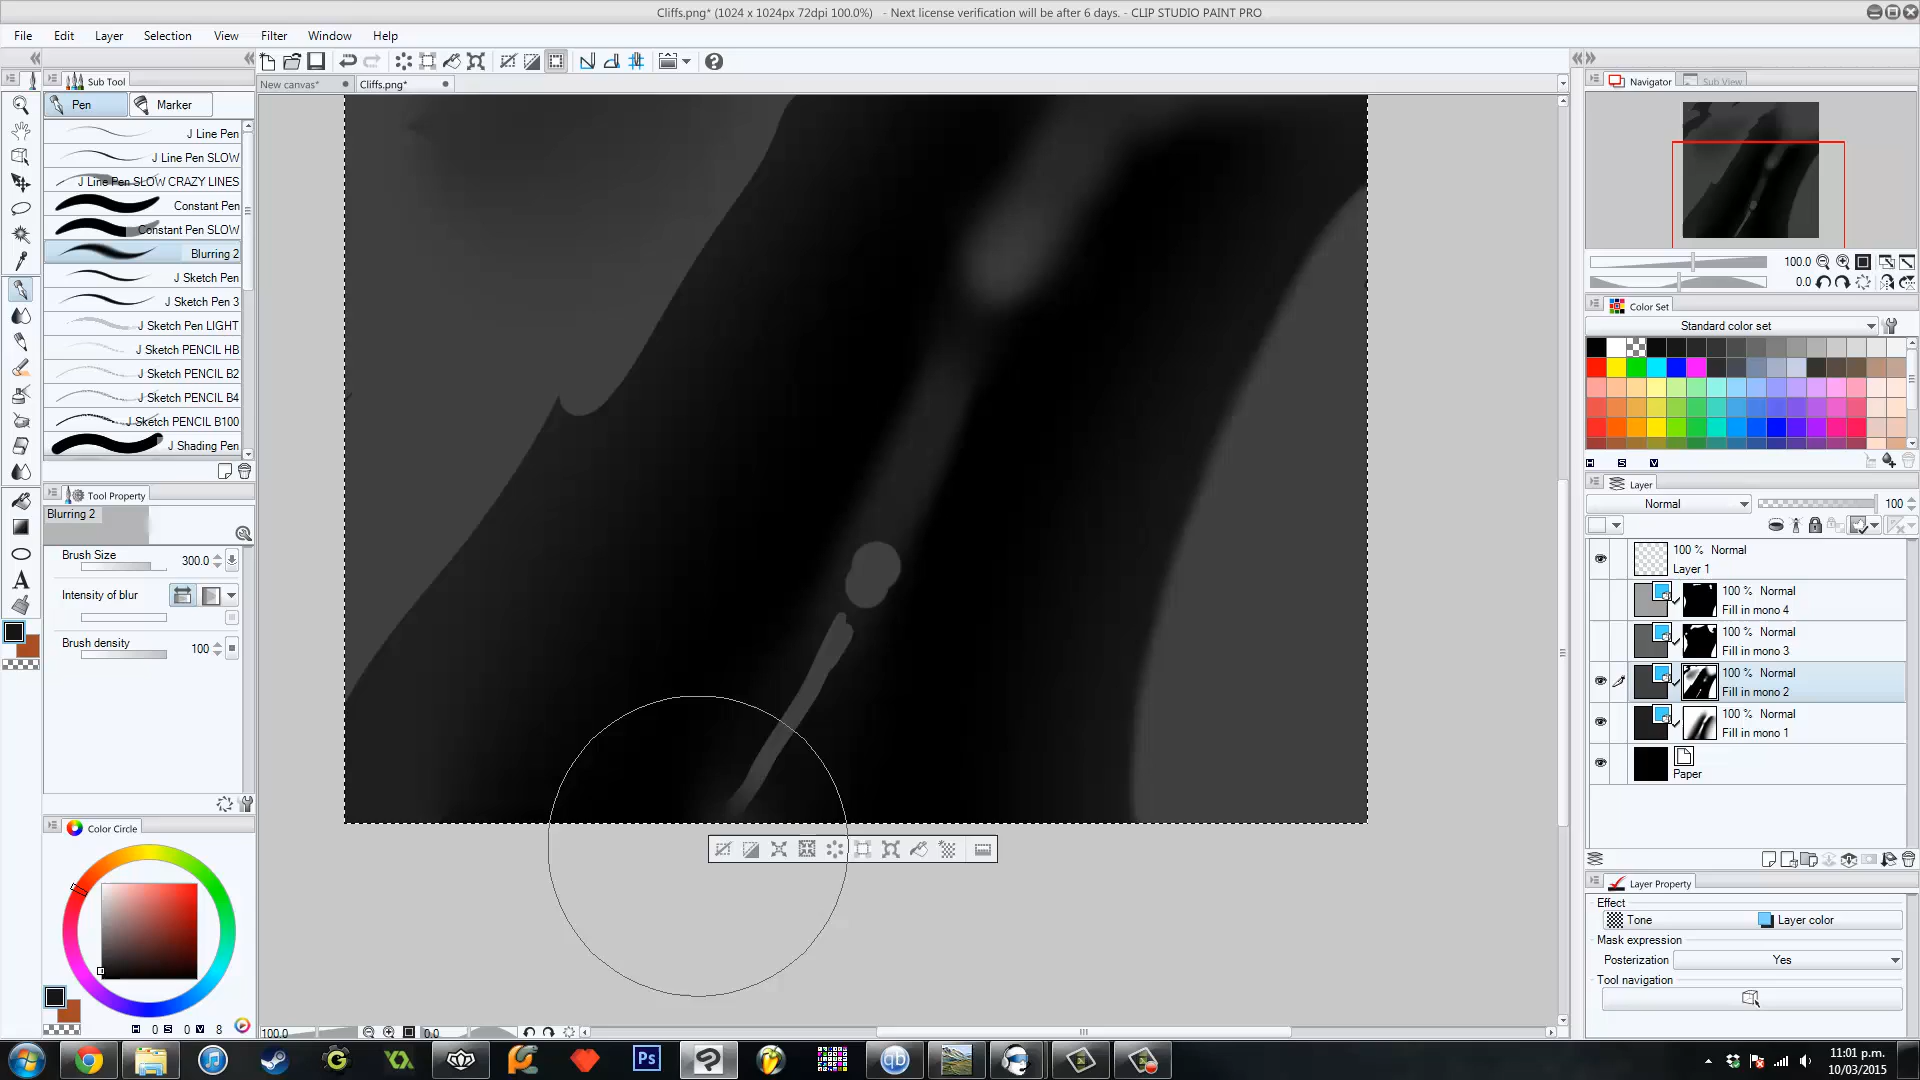 Cliffs.png* (1024 x 1024px 72dpi 100.0%)   - Next license verification will be after 6 days. - CLIP STUDIO PAINT PRO
File Edit Layer Selection View Filter Window Help
Sub Tool
New canvas* Cliffs.png*
Pen Marker
J Line Pen
J Line Pen SLOW
J Line Pen SLOW CRAZY LINES
Constant Pen
Constant Pen SLOW
Blurring 2
J Sketch Pen
J Sketch Pen 3
J Sketch Pen LIGHT
J Sketch PENCIL HB
J Sketch PENCIL B2
J Sketch PENCIL B4
J Sketch PENCIL B100
J Shading Pen
Tool Property
Blurring 2
Brush Size 300.0
Intensity of blur
Brush density 100
Color Circle
H 0 S 0 V 8
100.0 0.0
Navigator Sub View
100.0
0.0
Color Set
Standard color set
H S V
Layer
Normal 100
100 % Normal
Layer 1
100 % Normal
Fill in mono 4
100 % Normal
Fill in mono 3
100 % Normal
Fill in mono 2
100 % Normal
Fill in mono 1
Paper
Layer Property
Effect
Tone Layer color
Mask expression
Posterization Yes
Tool navigation
Ps qb
11:01 p.m.
10/03/2015